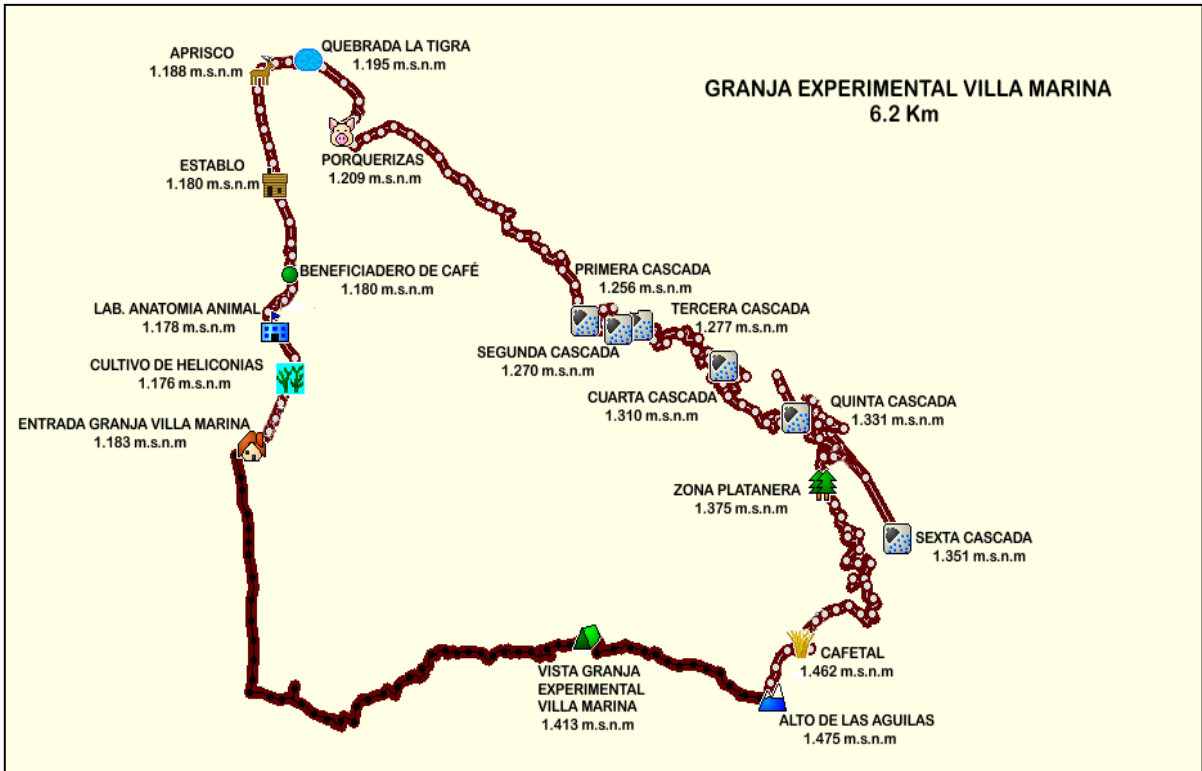 GRANJA EXPERIMENTAL VILLA MARINA
6.2 Km
QUEBRADA LA TIGRA
1.195 m.s.n.m
APRISCO
1.188 m.s.n.m
PORQUERIZAS
1.209 m.s.n.m
ESTABLO
1.180 m.s.n.m
BENEFICIADERO DE CAFÉ
1.180 m.s.n.m
PRIMERA CASCADA
1.256 m.s.n.m
LAB. ANATOMIA ANIMAL
1.178 m.s.n.m
TERCERA CASCADA
1.277 m.s.n.m
SEGUNDA CASCADA
1.270 m.s.n.m
CULTIVO DE HELICONIAS
1.176 m.s.n.m
CUARTA CASCADA
1.310 m.s.n.m
QUINTA CASCADA
1.331 m.s.n.m
ENTRADA GRANJA VILLA MARINA
1.183 m.s.n.m
ZONA PLATANERA
1.375 m.s.n.m
SEXTA CASCADA
1.351 m.s.n.m
CAFETAL
1.462 m.s.n.m
VISTA GRANJA
EXPERIMENTAL
VILLA MARINA
1.413 m.s.n.m
ALTO DE LAS AGUILAS
1.475 m.s.n.m